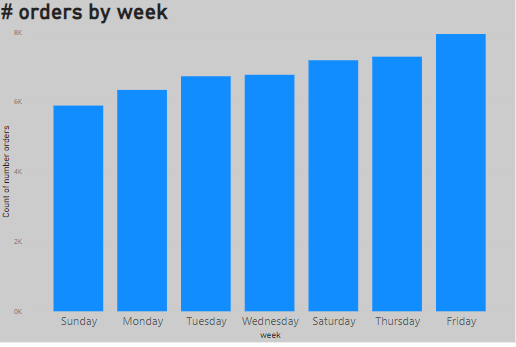 # orders by week
8K
6K
4K
2K
0K
Count of number orders
Sunday Monday Tuesday Wednesday Saturday Thursday Friday
week